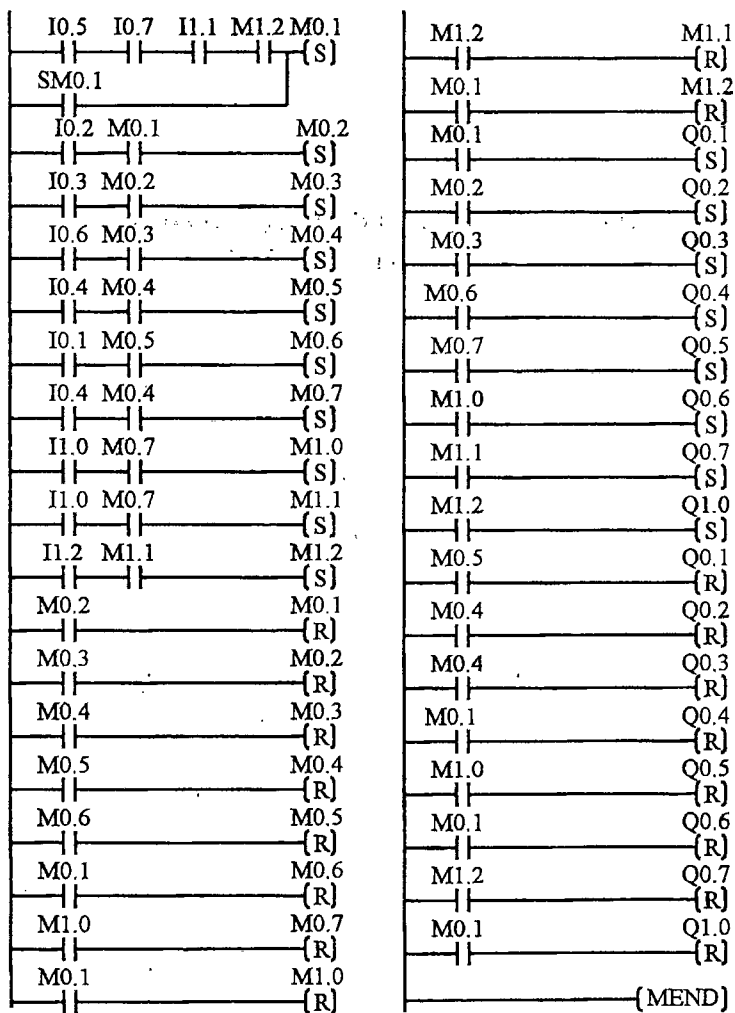 I0.5 I0.7 I1.1 M1.2 M0.1
(S)
SM0.1
I0.2 M0.1 M0.2
(S)
I0.3 M0.2 M0.3
(S)
I0.6 M0.3 M0.4
(S)
I0.4 M0.4 M0.5
(S)
I0.1 M0.5 M0.6
(S)
I0.4 M0.4 M0.7
(S)
I1.0 M0.7 M1.0
(S)
I1.0 M0.7 M1.1
(S)
I1.2 M1.1 M1.2
(S)
M0.2 M0.1
(R)
M0.3 M0.2
(R)
M0.4 M0.3
(R)
M0.5 M0.4
(R)
M0.6 M0.5
(R)
M0.1 M0.6
(R)
M1.0 M0.7
(R)
M0.1 M1.0
(R)
M1.2 M1.1
(R)
M0.1 M1.2
(R)
M0.1 Q0.1
(S)
M0.2 Q0.2
(S)
M0.3 Q0.3
(S)
M0.6 Q0.4
(S)
M0.7 Q0.5
(S)
M1.0 Q0.6
(S)
M1.1 Q0.7
(S)
M1.2 Q1.0
(S)
M0.5 Q0.1
(R)
M0.4 Q0.2
(R)
M0.4 Q0.3
(R)
M0.1 Q0.4
(R)
M1.0 Q0.5
(R)
M0.1 Q0.6
(R)
M1.2 Q0.7
(R)
M0.1 Q1.0
(R)
(MEND)